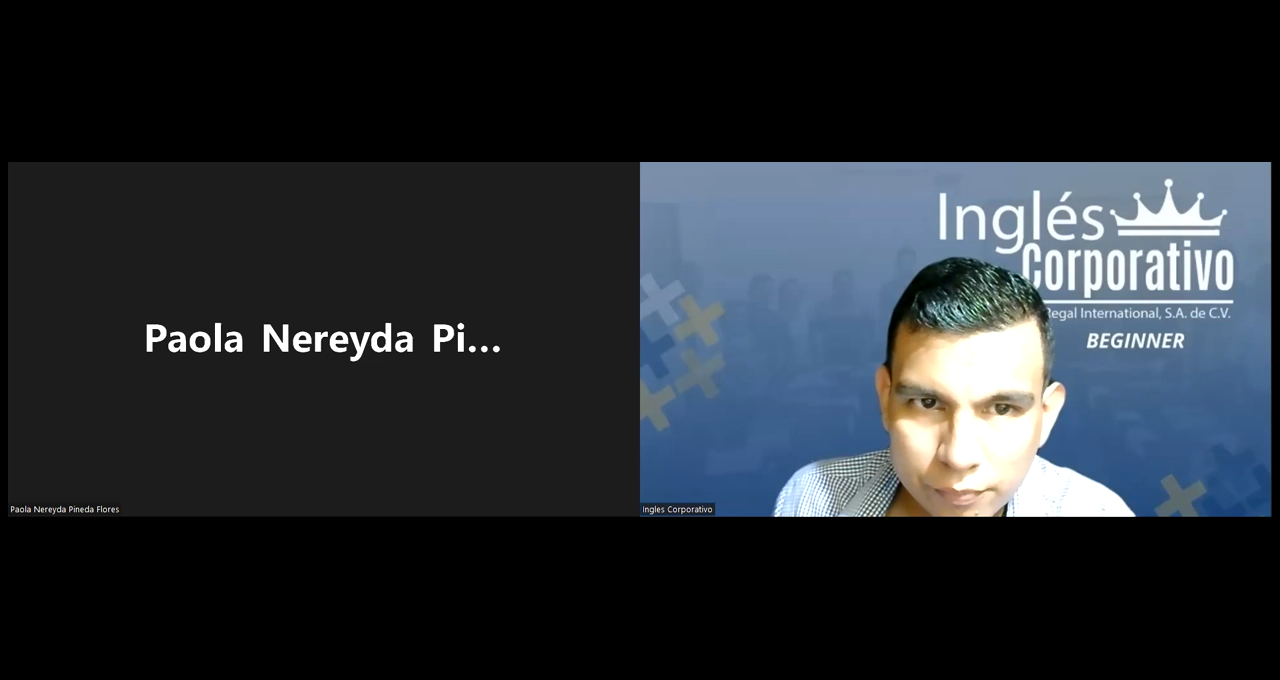 Paola Nereyda Pi...
Paola Nereyda Pineda Flores
Inglés
Corporativo
Regal International, S.A. de C.V.
BEGINNER
Ingles Corporativo